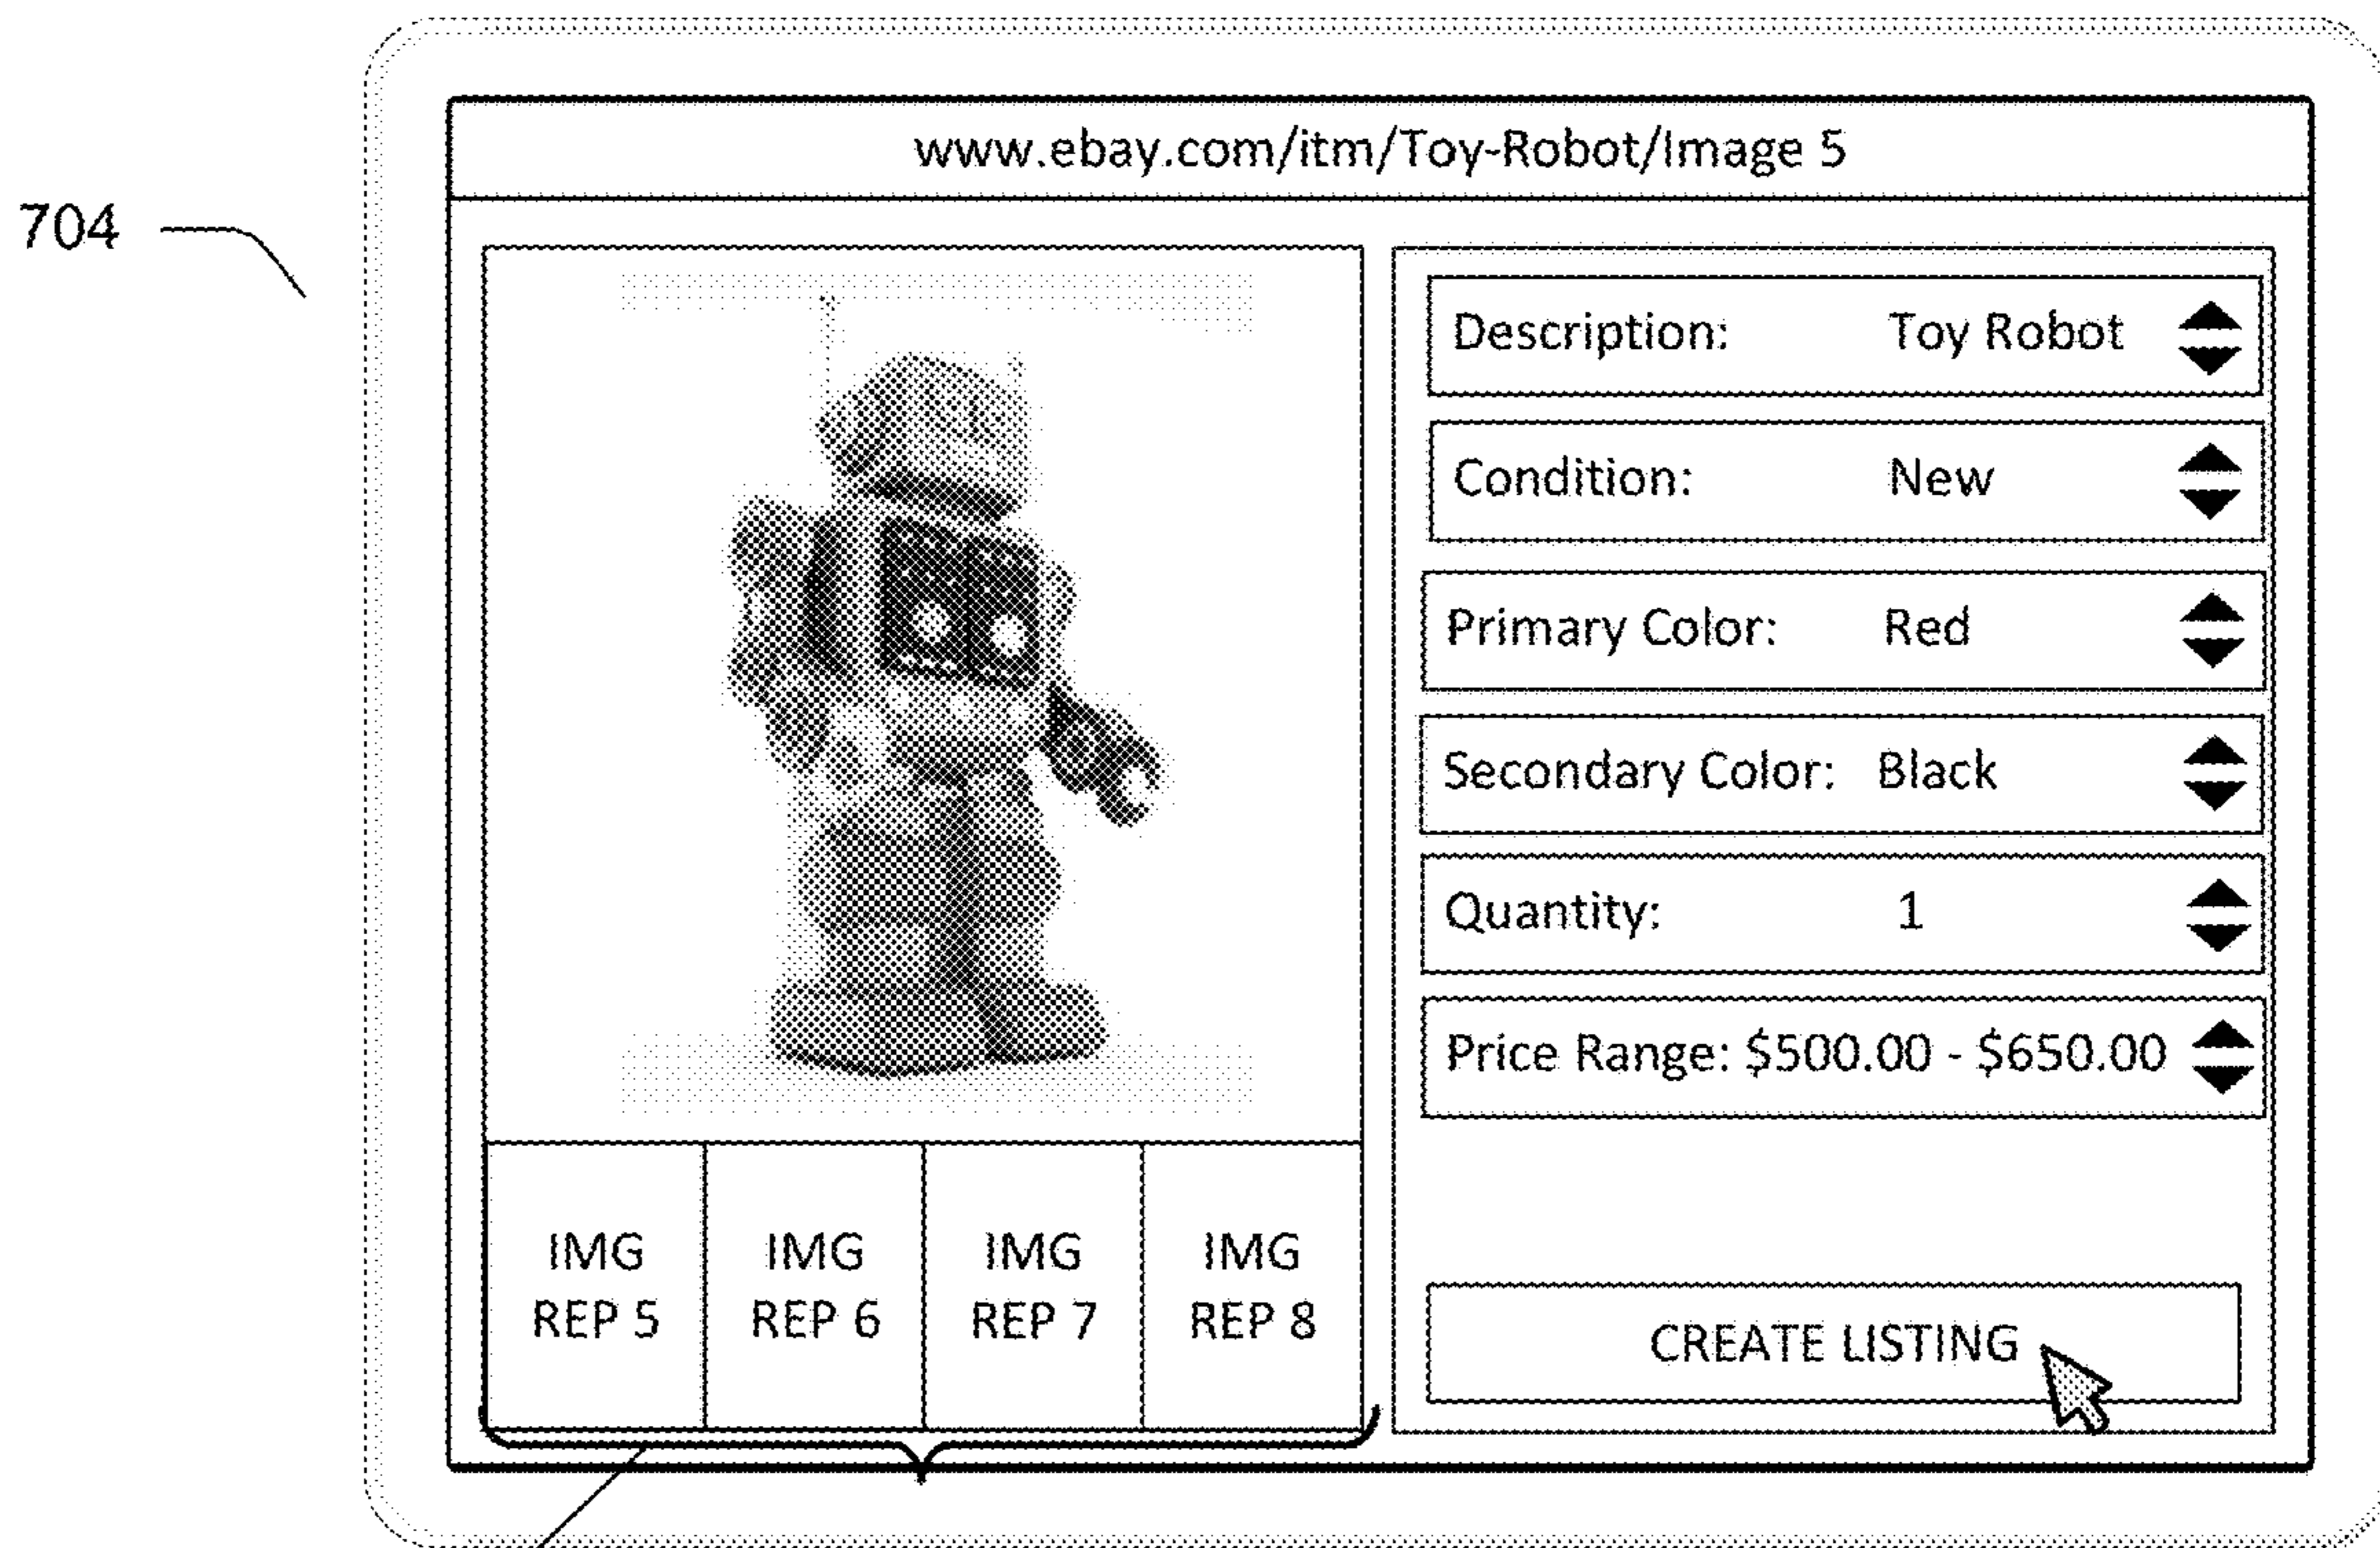 704
www.ebay.com/itm/Toy-Robot/Image 5
Description: Toy Robot
Condition: New
Primary Color: Red
Secondary Color: Black
Quantity: 1
Price Range: $500.00 - $650.00
IMG REP 5
IMG REP 6
IMG REP 7
IMG REP 8
CREATE LISTING